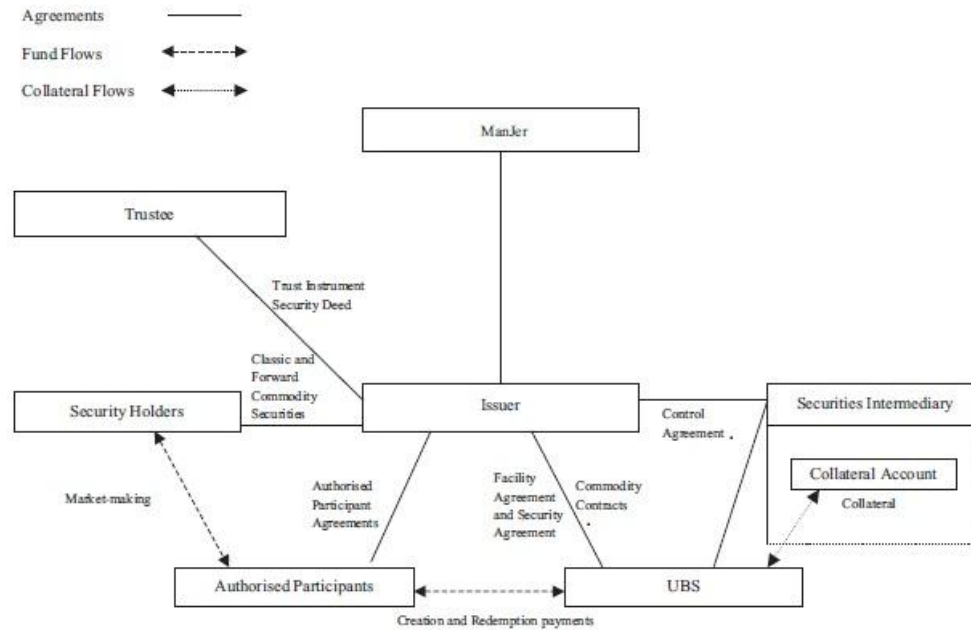 Agreements
Fund Flows
Collateral Flows
ManJer
Trustee
Trust Instrument
Security Deed
Classic and
Forward
Commodity
Securities
Security Holders
Issuer
Securities Intermediary
Control
Agreement
Collateral Account
Collateral
Market-making
Authorised
Participant
Agreements
Facility
Agreement
and Security
Agreement
Commodity
Contracts
Authorised Participants
UBS
Creation and Redemption payments